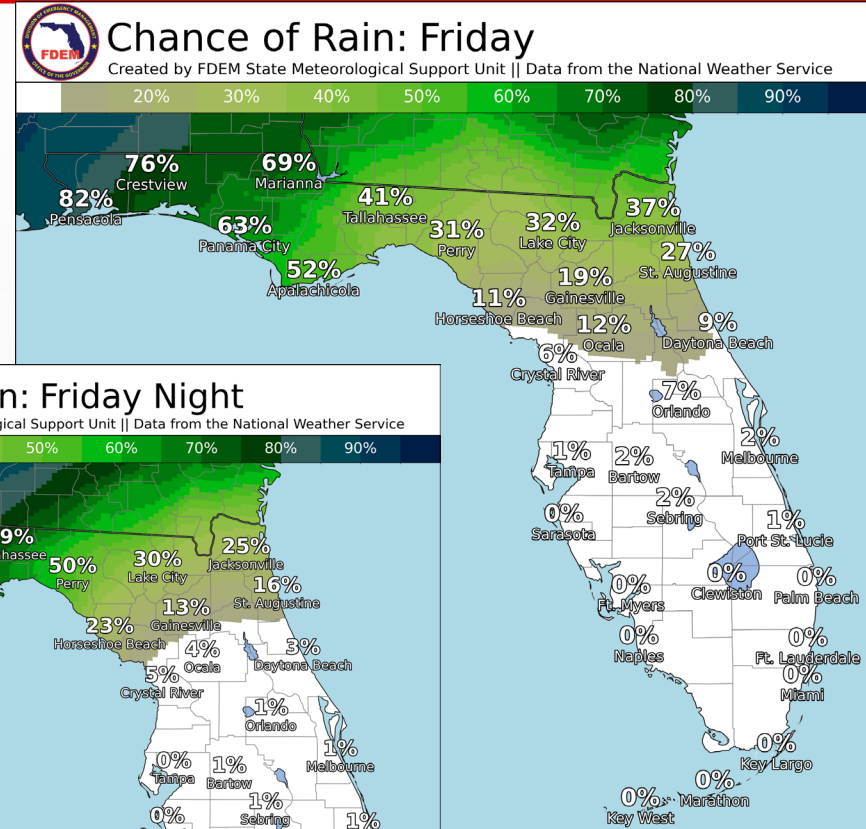 DIVISION OF EMERGENCY MANAGEMENT
FDEM
OFFICE OF THE GOVERNOR
Chance of Rain: Friday
Created by FDEM State Meteorological Support Unit || Data from the National Weather Service
20% 30% 40% 50% 60% 70% 80% 90%
76%
Crestview
69%
Marianna
82%
Pensacola
41%
Tallahassee
37%
Jacksonville
63%
Panama City
31%
Perry
32%
Lake City
27%
St. Augustine
52%
Apalachicola
19%
Gainesville
11%
Horseshoe Beach
12%
Ocala
9%
Daytona Beach
6%
Crystal River
7%
Orlando
2%
Melbourne
1%
Tampa
2%
Bartow
2%
Sebring
0%
Sarasota
1%
Port St. Lucie
0%
Clewiston
0%
Palm Beach
0%
Ft. Myers
0%
Naples
0%
Ft. Lauderdale
0%
Miami
0%
Key Largo
0%
Marathon
0%
Key West
n: Friday Night
gical Support Unit || Data from the National Weather Service
50% 60% 70% 80% 90%
9%
hassee
50%
Perry
30%
Lake City
25%
Jacksonville
16%
St. Augustine
13%
Gainesville
23%
Horseshoe Beach
4%
Ocala
3%
Daytona Beach
5%
Crystal River
1%
Orlando
1%
Melbourne
0%
Tampa
1%
Bartow
1%
Sebring
0%
1%